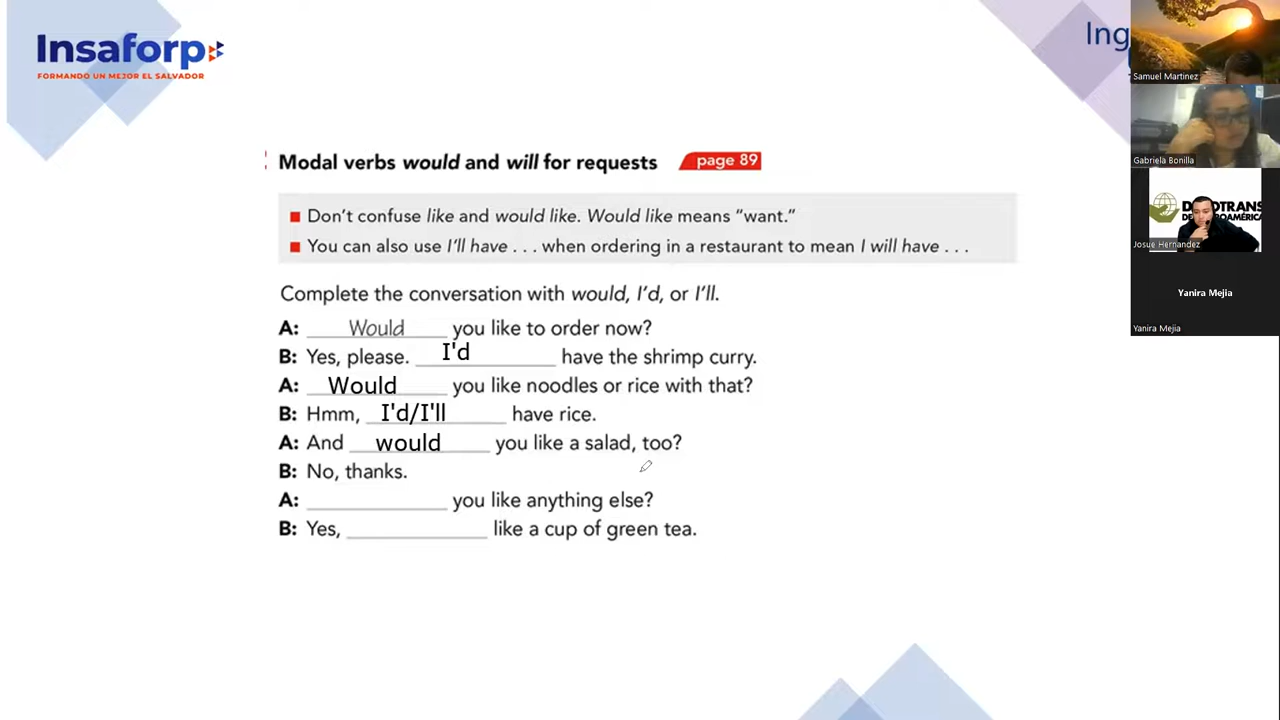 Insaforp
FORMANDO UN MEJOR EL SALVADOR
Ing
Samuel Martinez
Gabriela Bonilla
Josue Hernandez
Yanira Mejia
Yanira Mejia
Modal verbs would and will for requests page 89
Don't confuse like and would like. Would like means "want."
You can also use I'll have . . . when ordering in a restaurant to mean I will have . . .
Complete the conversation with would, I'd, or I'll.
A: Would you like to order now?
B: Yes, please. I'd have the shrimp curry.
A: Would you like noodles or rice with that?
B: Hmm, I'd/I'll have rice.
A: And would you like a salad, too?
B: No, thanks.
A: ____________ you like anything else?
B: Yes, ____________ like a cup of green tea.